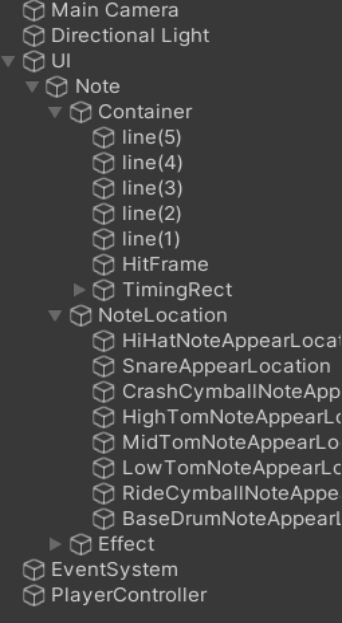 Main Camera
Directional Light
UI
Note
Container
line(5)
line(4)
line(3)
line(2)
line(1)
HitFrame
TimingRect
NoteLocation
HiHatNoteAppearLocat
SnareAppearLocation
CrashCymballNoteApp
HighTomNoteAppearLo
MidTomNoteAppearLo
LowTomNoteAppearLo
RideCymballNoteAppe
BaseDrumNoteAppearL
Effect
EventSystem
PlayerController